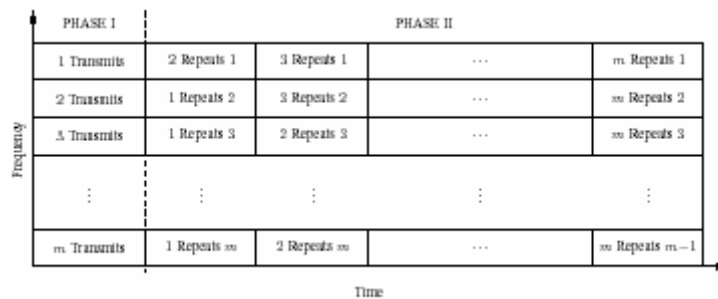 PHASE I PHASE II
1 Transmits 2 Repeats 1 3 Repeats 1 ... m Repeats 1
2 Transmits 1 Repeats 2 3 Repeats 2 ... m Repeats 2
3 Transmits 1 Repeats 3 2 Repeats 3 m Repeats 3
⋮ ⋮ ⋮ ⋮ ⋮
m Transmits 1 Repeats m 2 Repeats m ... m Repeats m−1
Frequency
Time